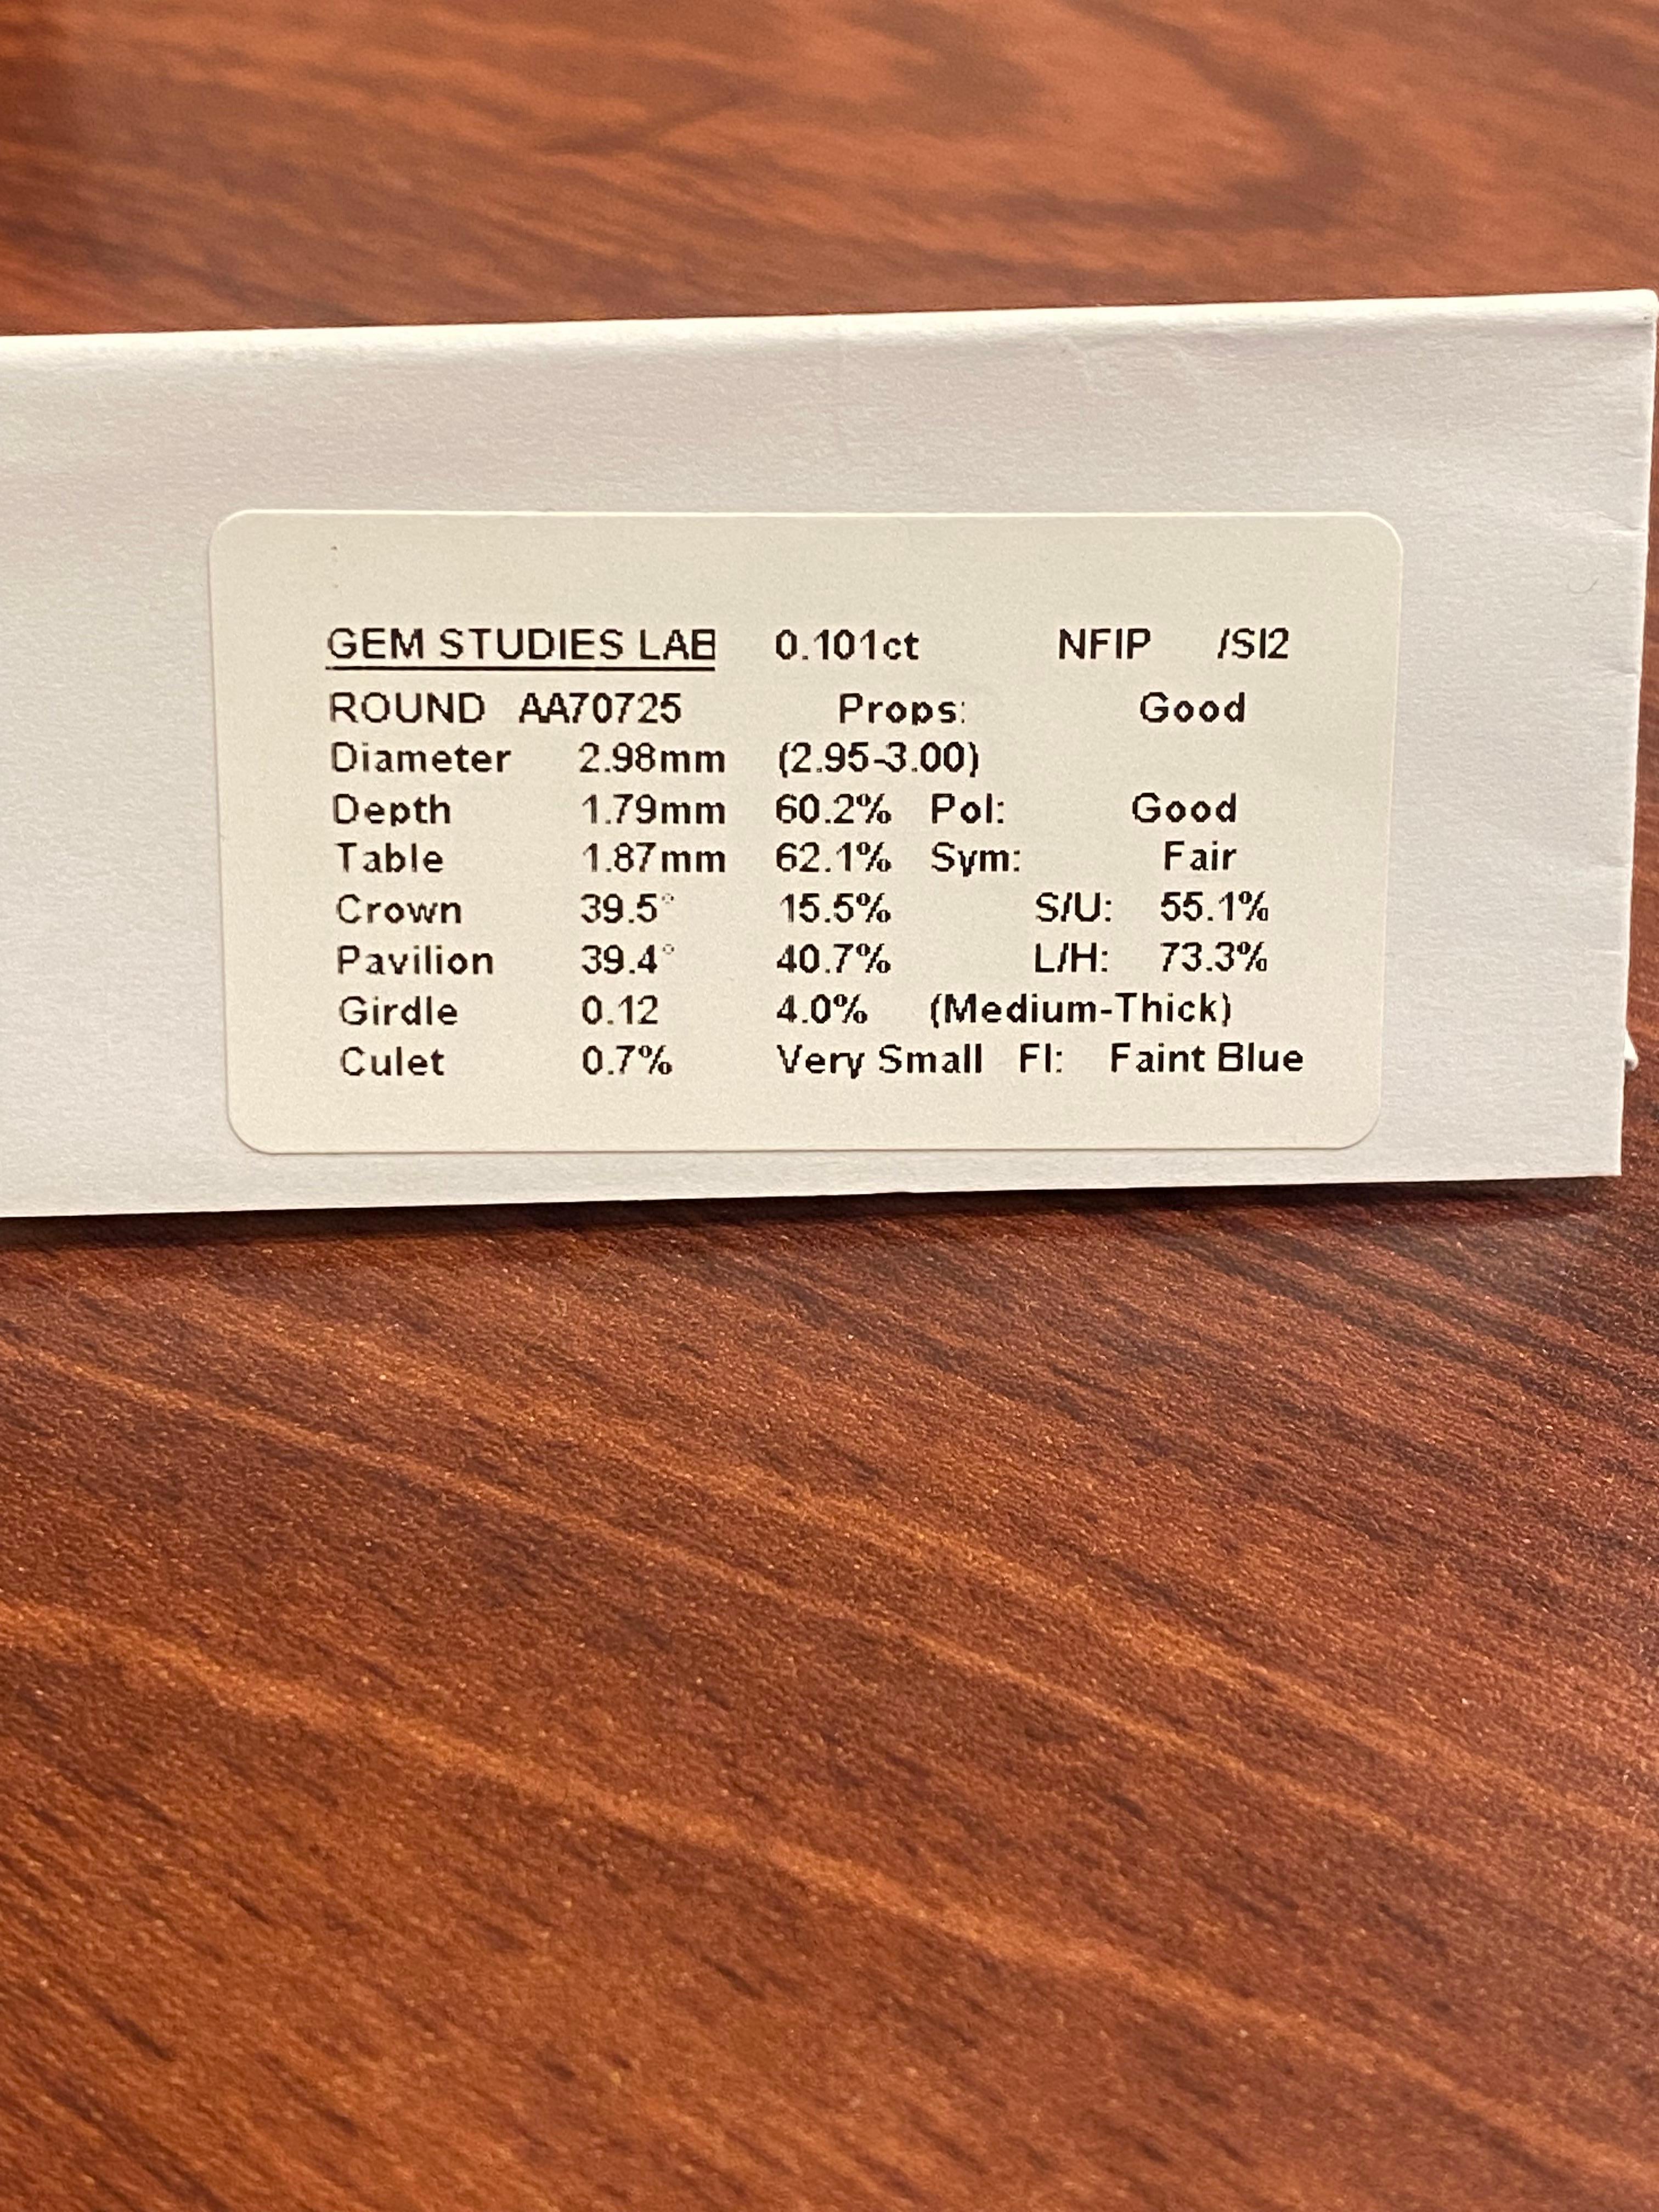 GEM STUDIES LAB 0.101ct NFIP /SI2
ROUND AA70725 Props: Good
Diameter 2.98mm (2.95-3.00)
Depth 1.79mm 60.2% Pol: Good
Table 1.87mm 62.1% Sym: Fair
Crown 39.5° 15.5% S/U: 55.1%
Pavilion 39.4° 40.7% L/H: 73.3%
Girdle 0.12 4.0% (Medium-Thick)
Culet 0.7% Very Small Fl: Faint Blue